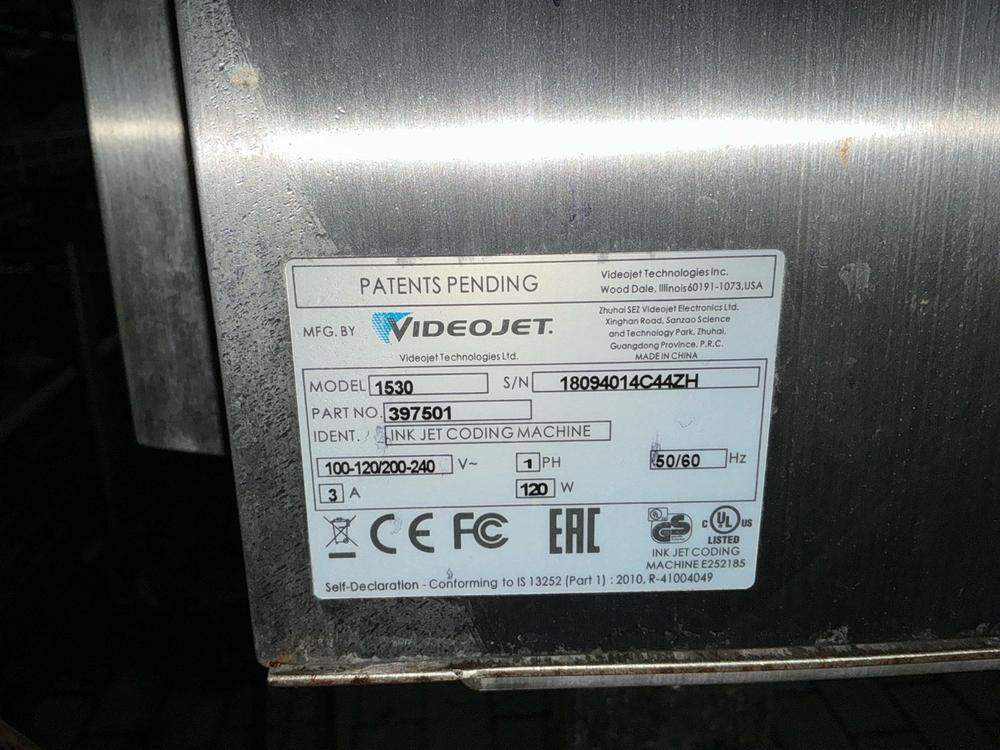 PATENTS PENDING
Videojet Technologies Inc.
Wood Dale, Illinois60191-1073,USA
MFG. BY VIDEOJET.
Videojet Technologies Ltd.
Zhuhai SEZ Videojet Electronics Ltd.
Xinghan Road, Sanzao Science
and Technology Park, Zhuhai,
Guangdong Province, P.R.C.
MADE IN CHINA
MODEL 1530 S/N 18094014C44ZH
PART NO. 397501
IDENT. INK JET CODING MACHINE
100-120/200-240 V~ 1 PH 50/60 Hz
3 A 120 W
CE FC EAC UL GS C UL US
LISTED
INK JET CODING
MACHINE E252185
Self-Declaration - Conforming to IS 13252 (Part 1) : 2010, R-41004049